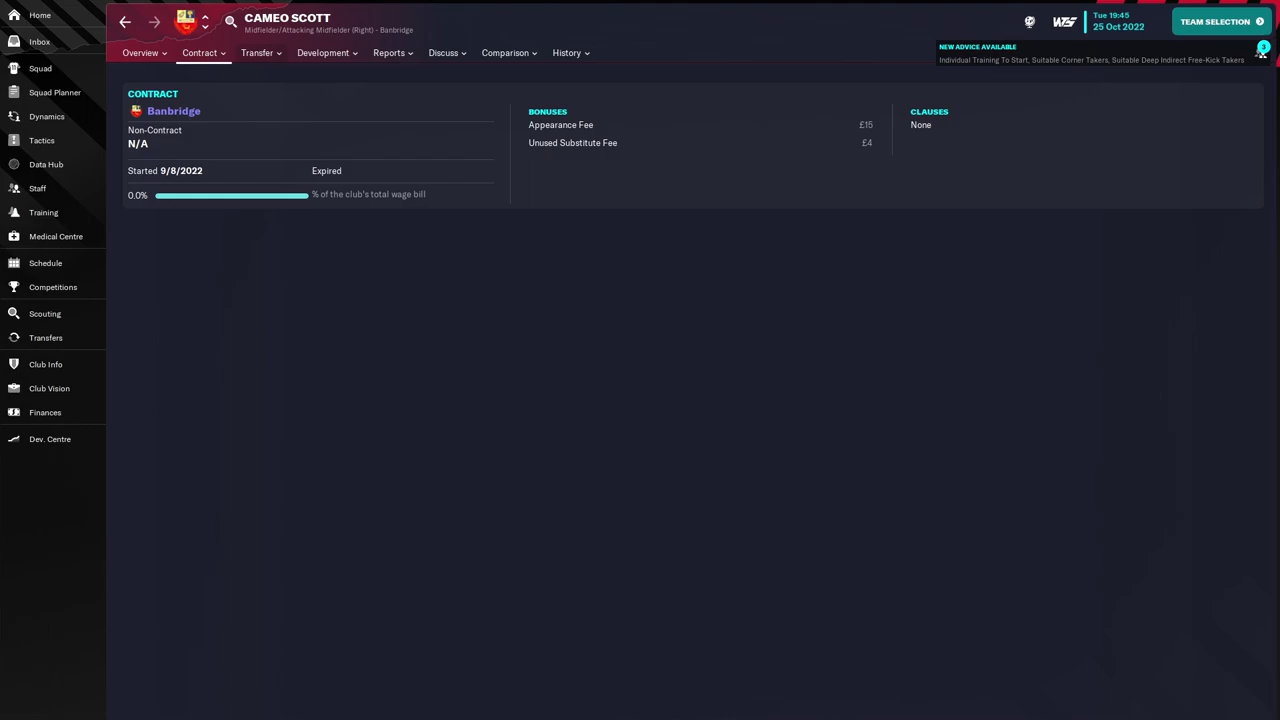 Home
Inbox
Squad
Squad Planner
Dynamics
Tactics
Data Hub
Staff
Training
Medical Centre
Schedule
Competitions
Scouting
Transfers
Club Info
Club Vision
Finances
Dev. Centre
CAMEO SCOTT
Midfielder/Attacking Midfielder (Right) - Banbridge
Tue 19:45
25 Oct 2022
TEAM SELECTION
Overview
Contract
Transfer
Development
Reports
Discuss
Comparison
History
NEW ADVICE AVAILABLE
3
Individual Training To Start, Suitable Corner Takers, Suitable Deep Indirect Free-Kick Takers
CONTRACT
Banbridge
Non-Contract
N/A
Started 9/8/2022
Expired
0.0%
% of the club's total wage bill
BONUSES
Appearance Fee £15
Unused Substitute Fee £4
CLAUSES
None